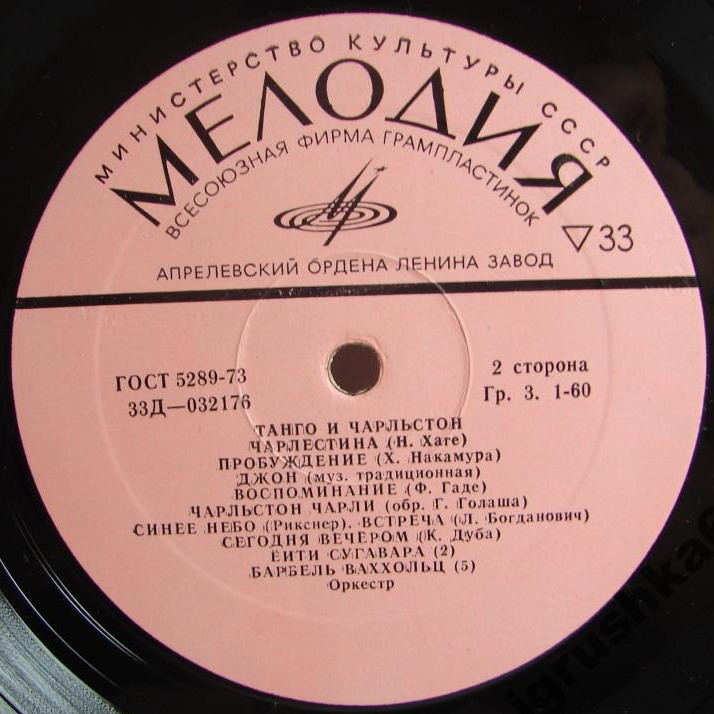 МИНИСТЕРСТВО КУЛЬТУРЫ СССР
МЕЛОДИЯ
ВСЕСОЮЗНАЯ ФИРМА ГРАМПЛАСТИНОК
▽33
АПРЕЛЕВСКИЙ ОРДЕНА ЛЕНИНА ЗАВОД
ГОСТ 5289-73
33Д—032176
2 сторона
Гр. 3. 1-60
ТАНГО И ЧАРЛЬСТОН
ЧАРЛЕСТИНА (Н. Хаге)
ПРОБУЖДЕНИЕ (Х. Накамура)
ДЖОН (муз. традиционная)
ВОСПОМИНАНИЕ (Ф. Гаде)
ЧАРЛЬСТОН ЧАРЛИ (обр. Г. Голаша)
СИНЕЕ НЕБО (Рикснер). ВСТРЕЧА (Л. Богданович)
СЕГОДНЯ ВЕЧЕРОМ (К. Дуба)
ЕИТИ СУГАВАРА (2)
БАРБЕЛЬ ВАХХОЛЬЦ (5)
Оркестр
igrushka6